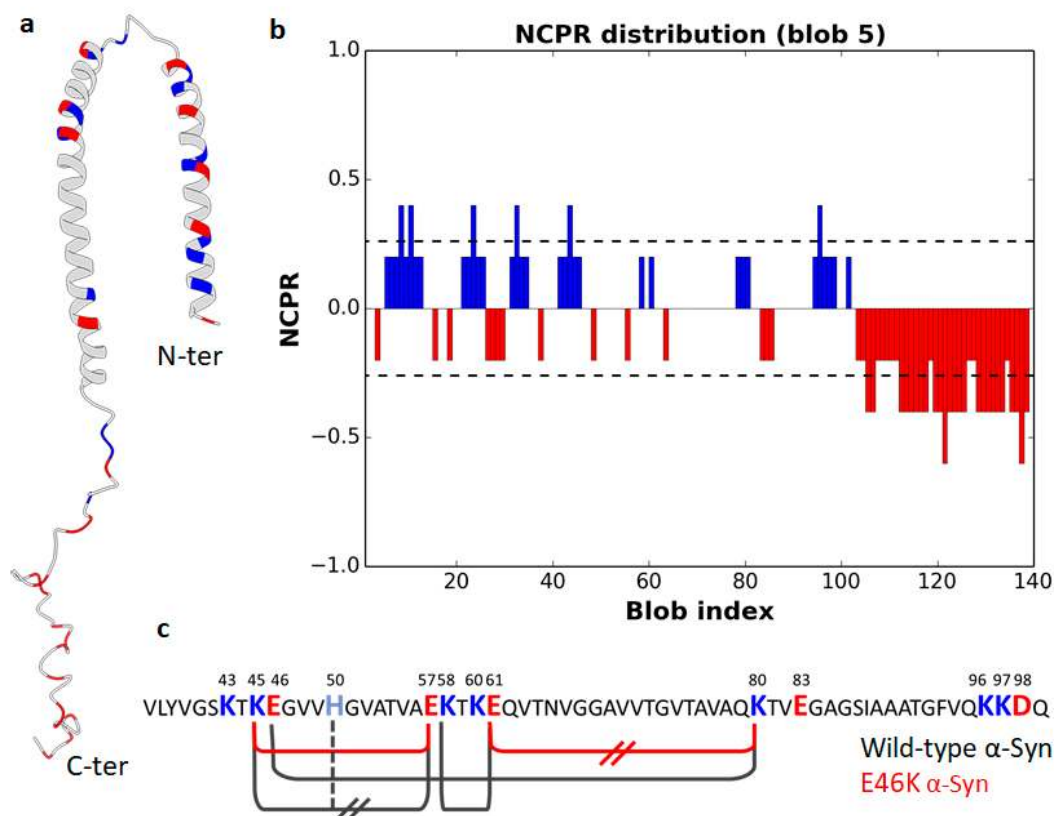 a
N-ter
C-ter
b
NCPR distribution (blob 5)
NCPR
1.0
0.5
0.0
−0.5
−1.0
20 40 60 80 100 120 140
Blob index
c
43 45 46 50 57 58 60 61 80 83 96 97 98
VLYVGSKTKEGVVHGVATVAEKTKEQVTNVGGAVVTGVTAVAQKTVEGAGSIAAATGFVQKKDQ
Wild-type α-Syn
E46K α-Syn